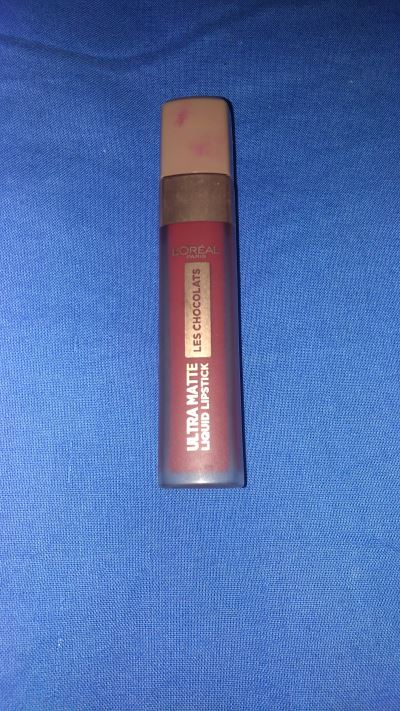 L'ORÉAL
PARIS
LES CHOCOLATS
ULTRA MATTE
LIQUID LIPSTICK